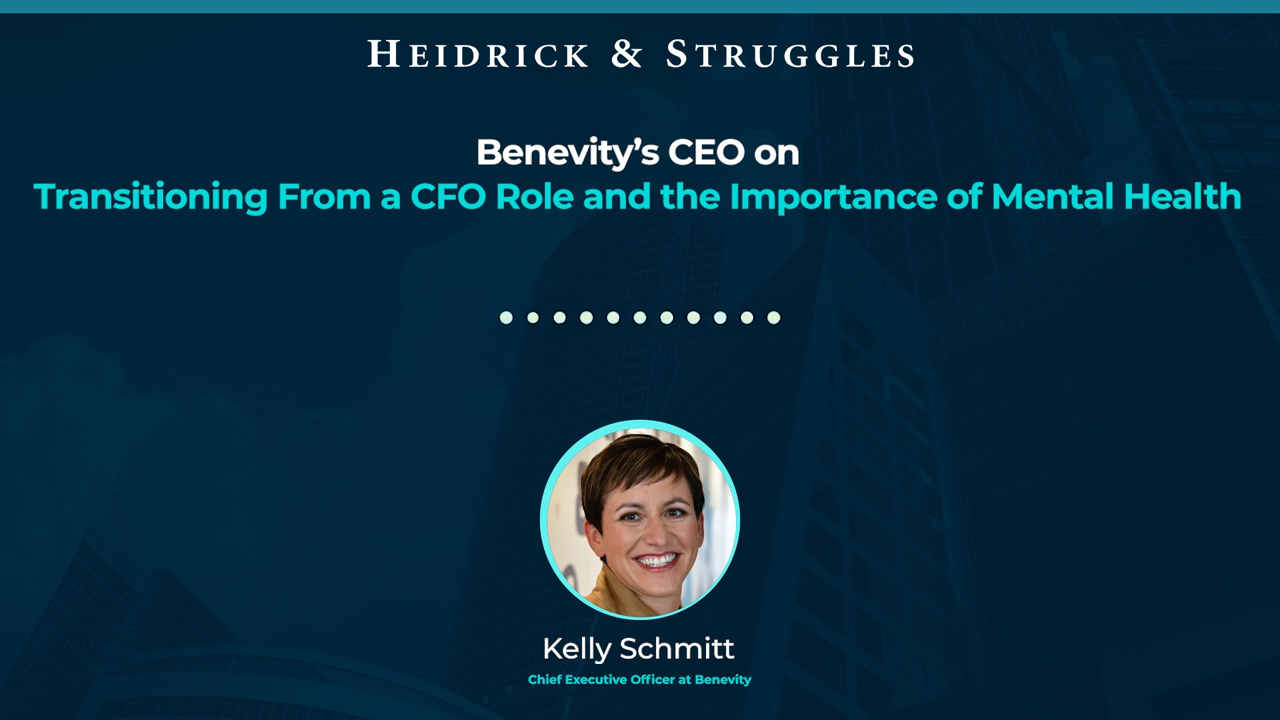 HEIDRICK & STRUGGLES
Benevity’s CEO on
Transitioning From a CFO Role and the Importance of Mental Health
Kelly Schmitt
Chief Executive Officer at Benevity